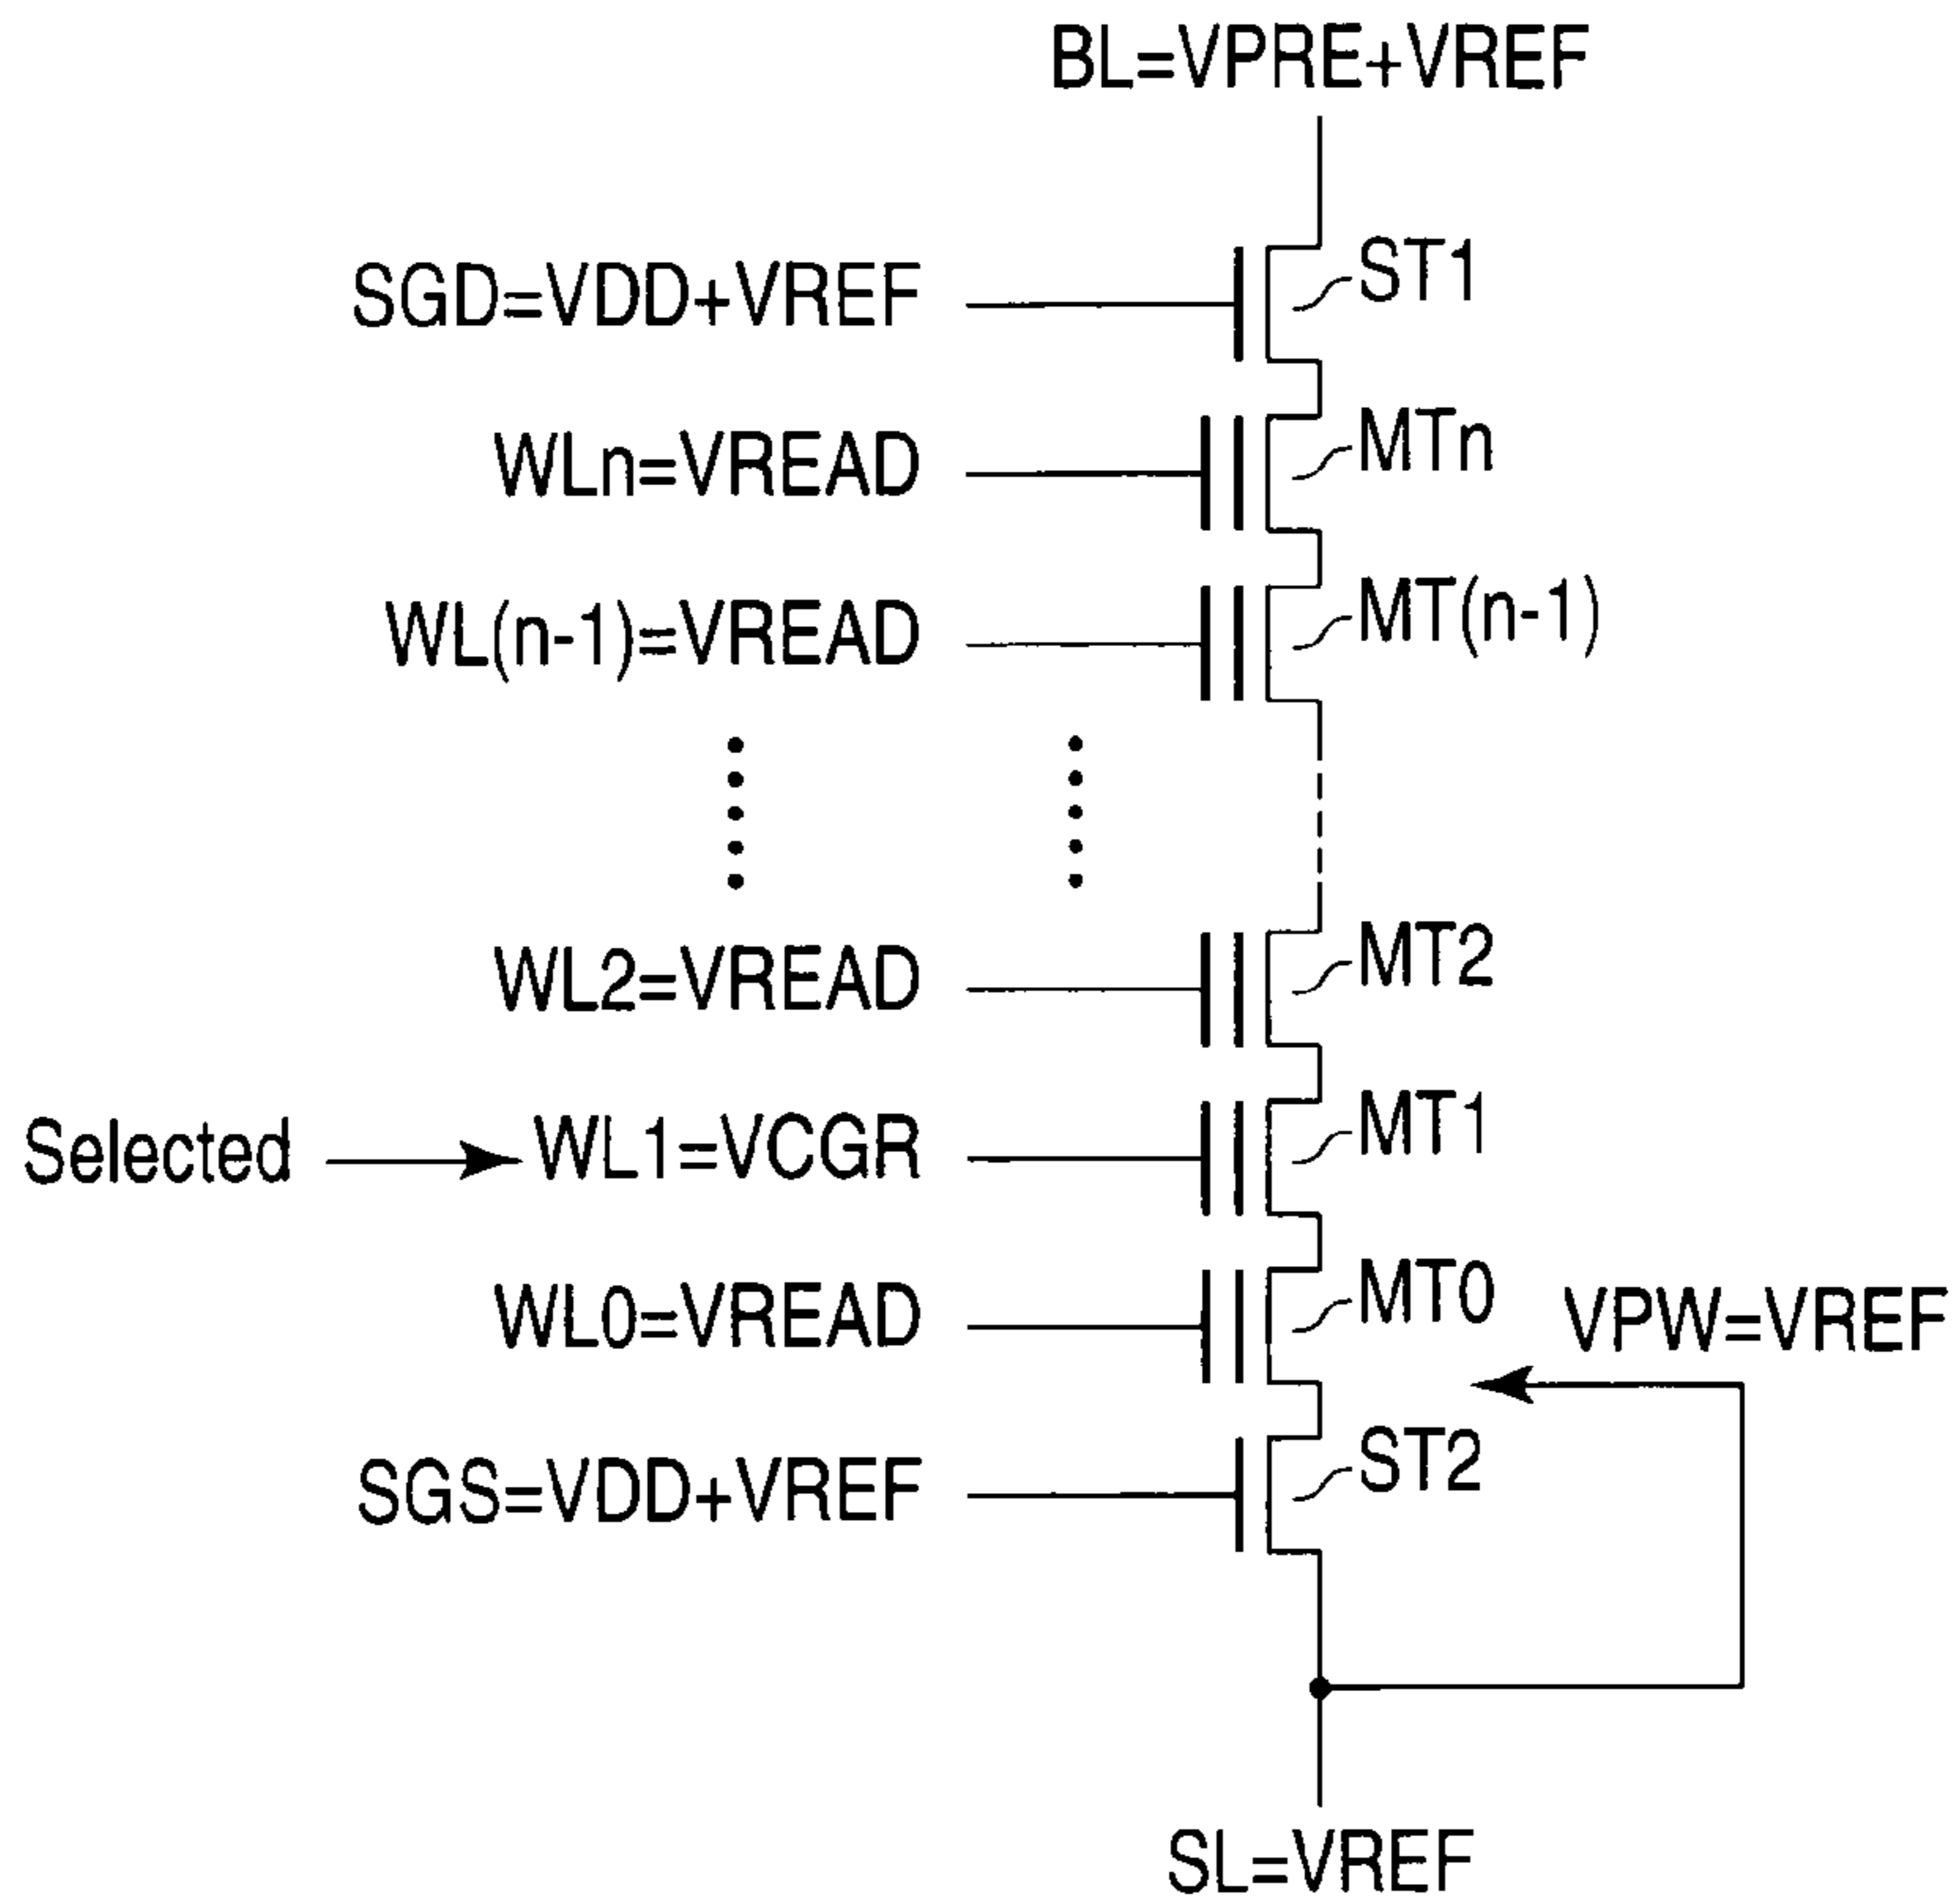 BL=VPRE+VREF
SGD=VDD+VREF
ST1
WLn=VREAD
MTn
WL(n-1)=VREAD
MT(n-1)
WL2=VREAD
MT2
Selected
WL1=VCGR
MT1
WL0=VREAD
MT0
VPW=VREF
SGS=VDD+VREF
ST2
SL=VREF